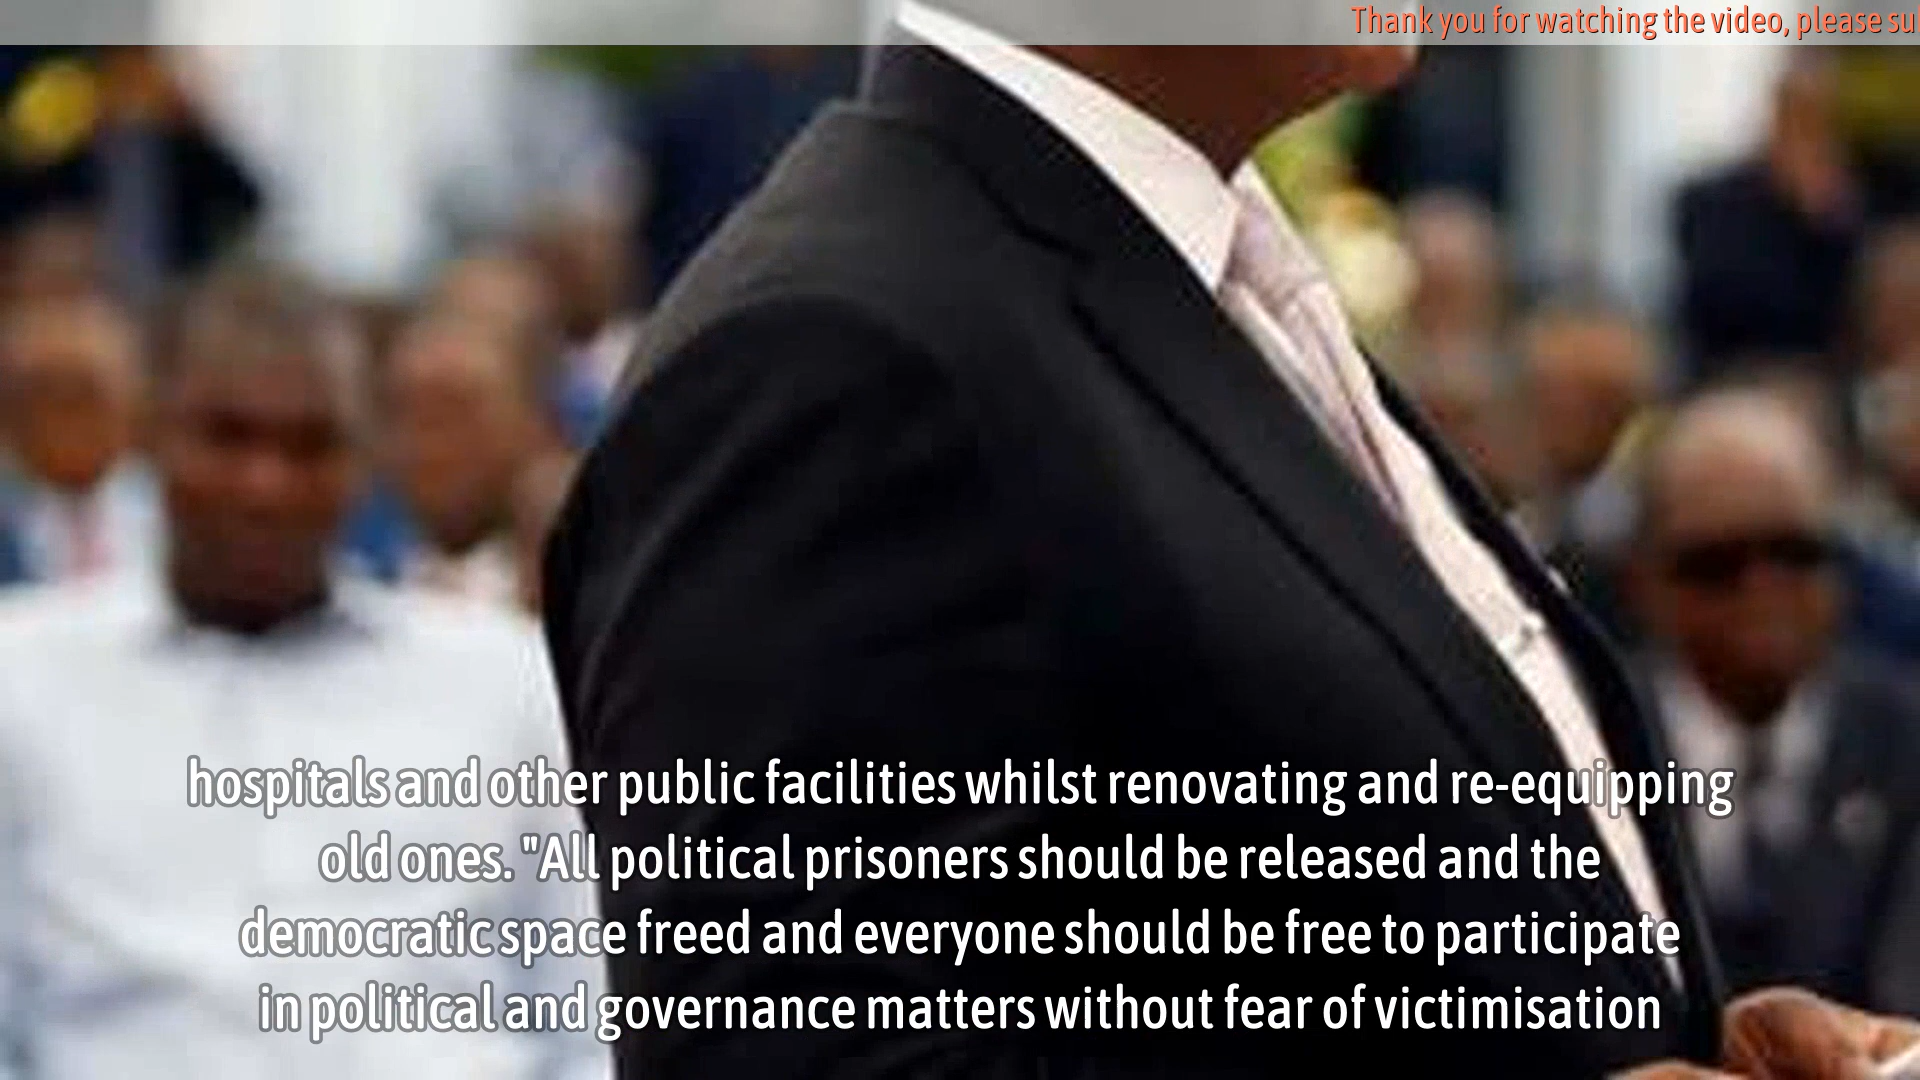 Thank you for watching the video, please su
hospitals and other public facilities whilst renovating and re-equipping
old ones. "All political prisoners should be released and the
democratic space freed and everyone should be free to participate
in political and governance matters without fear of victimisation